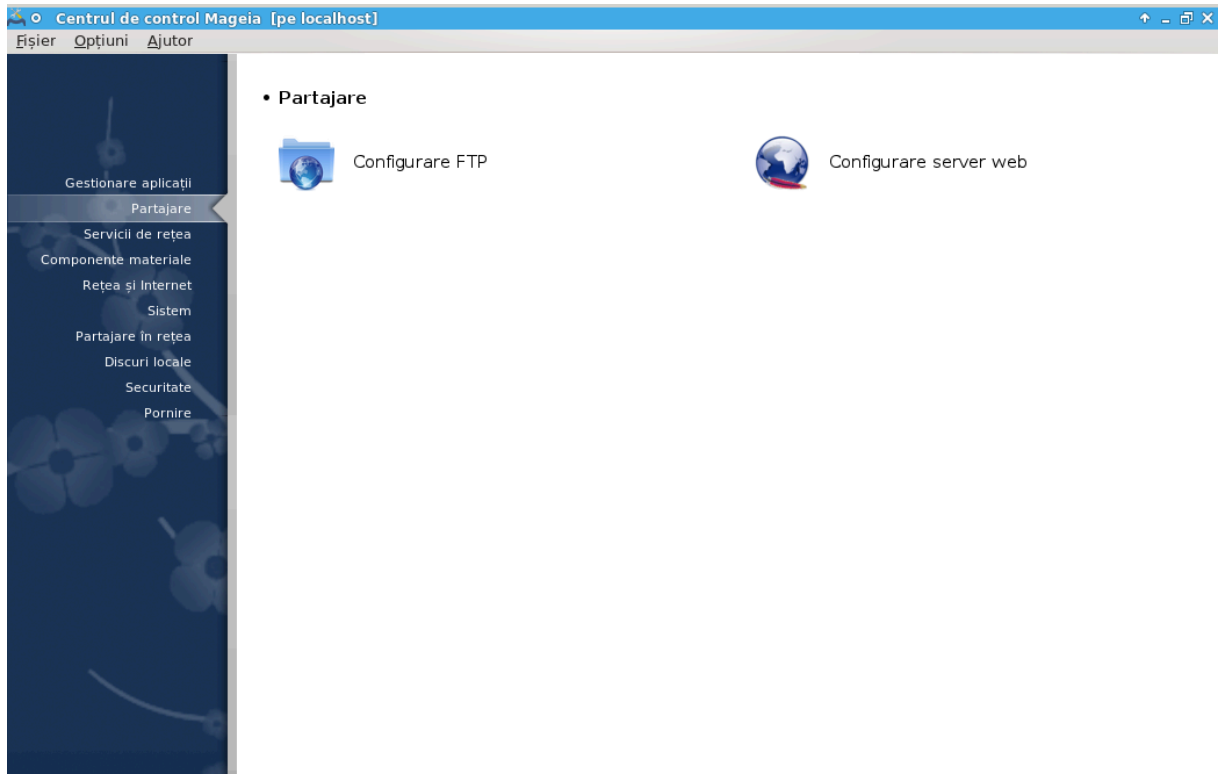 Centrul de control Mageia [pe localhost]
Fișier Opțiuni Ajutor
Gestionare aplicații
Partajare
Servicii de rețea
Componente materiale
Rețea și Internet
Sistem
Partajare în rețea
Discuri locale
Securitate
Pornire
• Partajare
Configurare FTP
Configurare server web